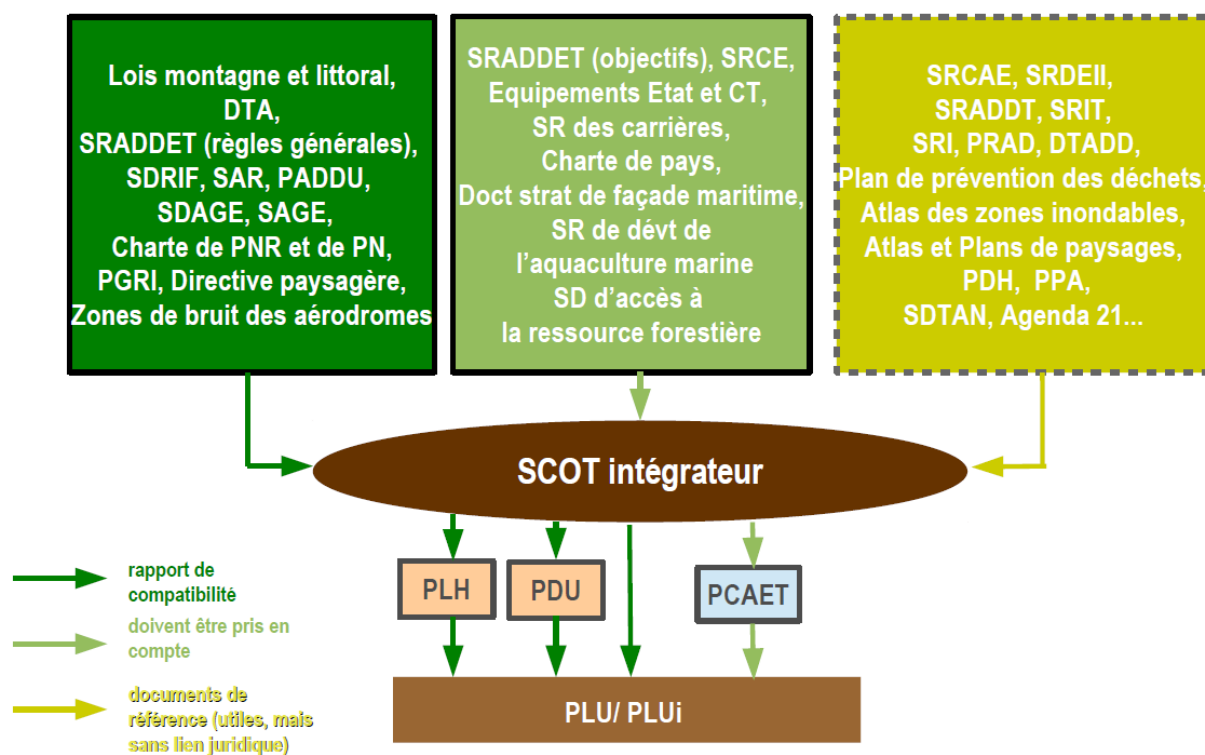 Lois montagne et littoral,
DTA,
SRADDET (règles générales),
SDRIF, SAR, PADDU,
SDAGE, SAGE,
Charte de PNR et de PN,
PGRI, Directive paysagère,
Zones de bruit des aérodromes
SRADDET (objectifs), SRCE,
Equipements Etat et CT,
SR des carrières,
Charte de pays,
Doct strat de façade maritime,
SR de dévt de
l'aquaculture marine
SD d'accès à
la ressource forestière
SRCAE, SRDEII,
SRADDT, SRIT,
SRI, PRAD, DTADD,
Plan de prévention des déchets,
Atlas des zones inondables,
Atlas et Plans de paysages,
PDH, PPA,
SDTAN, Agenda 21...
SCOT intégrateur
PLH
PDU
PCAET
PLU/ PLUi
rapport de
compatibilité
doivent être pris en
compte
documents de
référence (utiles, mais
sans lien juridique)